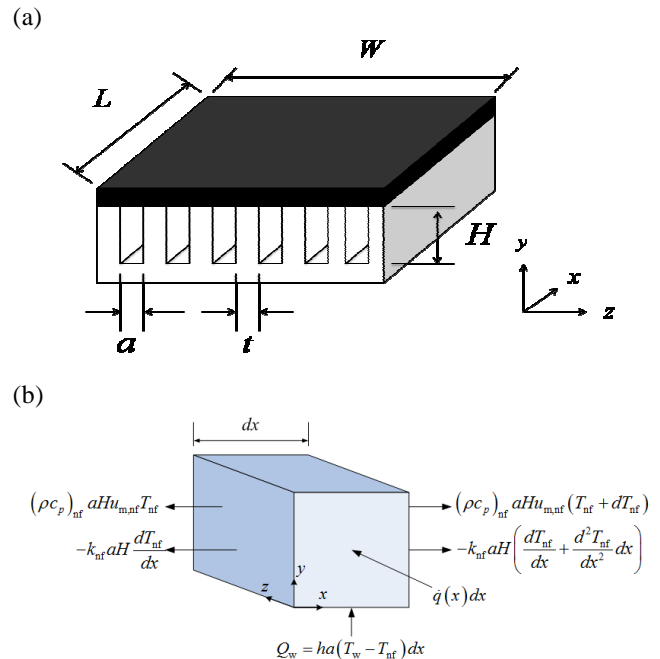 (a)
W
L
H
y
x
z
a
t
(b)
dx
(ρc_p)_nf aHu_m,nf T_nf
(ρc_p)_nf aHu_m,nf (T_nf + dT_nf)
-k_nf aH dT_nf/dx
-k_nf aH (dT_nf/dx + d²T_nf/dx² dx)
q(x)dx
y
z
x
Q_w = ha(T_w − T_nf)dx